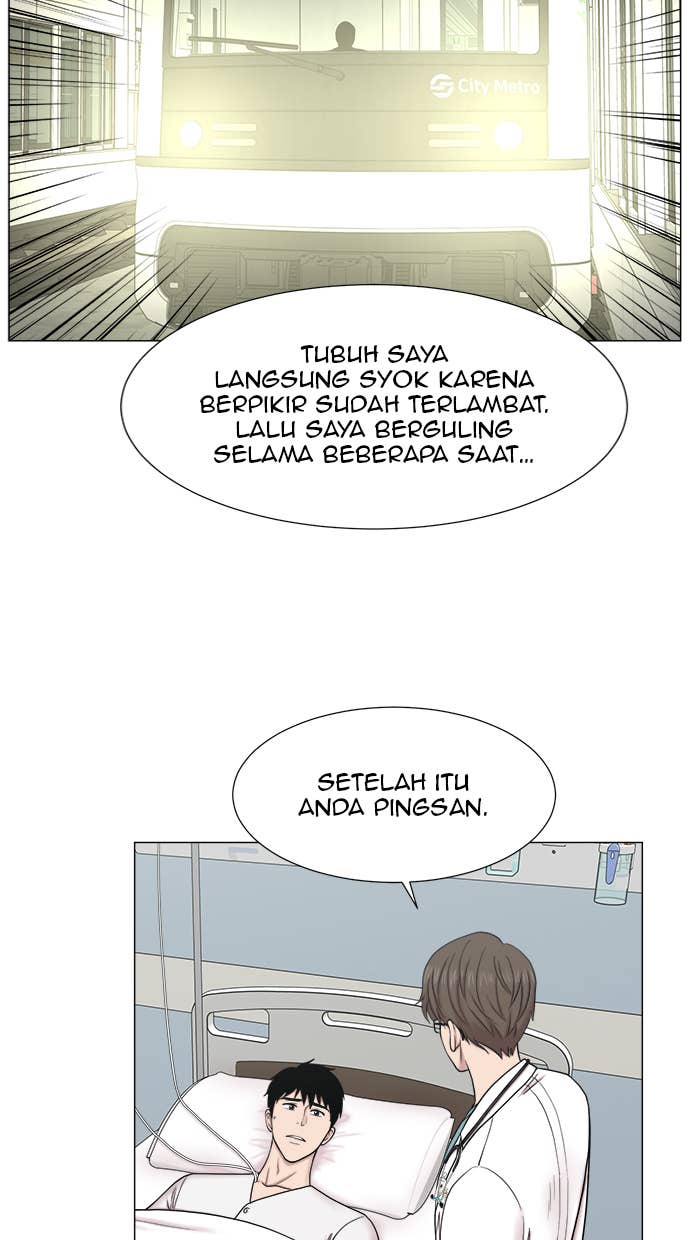 City Metro
TUBUH SAYA
LANGSUNG SYOK KARENA
BERPIKIR SUDAH TERLAMBAT.
LALU SAYA BERGULING
SELAMA BEBERAPA SAAT...
SETELAH ITU
ANDA PINGSAN.